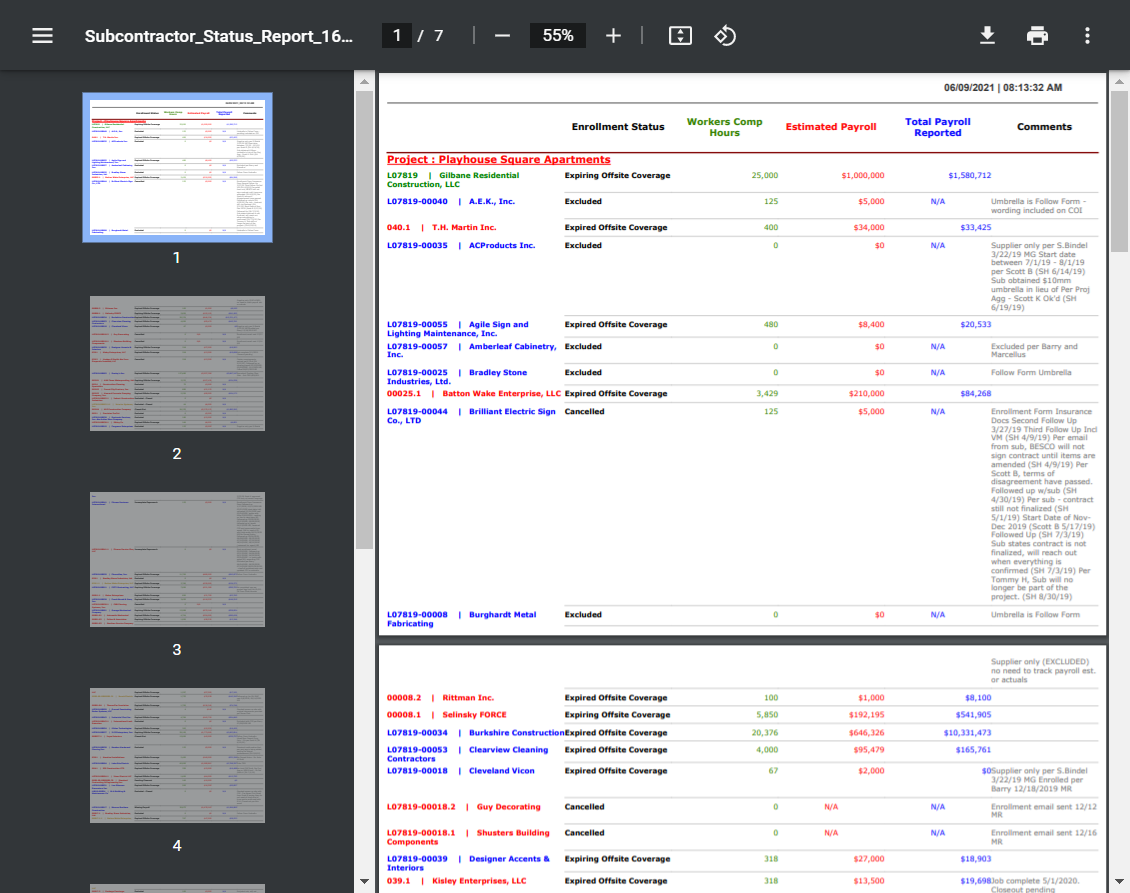 Subcontractor_Status_Report_16...
1 / 7
55%
1
2
3
4
06/09/2021 | 08:13:32 AM
Enrollment Status Workers Comp Hours Estimated Payroll Total Payroll Reported Comments
Project : Playhouse Square Apartments
L07819 | Gilbane Residential Expiring Offsite Coverage 25,000 $1,000,000 $1,580,712
Construction, LLC
L07819-00040 | A.E.K., Inc. Excluded 125 $5,000 N/A Umbrella is Follow Form -
wording included on COI
040.1 | T.H. Martin Inc. Expired Offsite Coverage 400 $34,000 $33,425
L07819-00035 | ACProducts Inc. Excluded 0 $0 N/A Supplier only per S.Bindel
3/22/19 MG Start date
between 7/1/19 - 8/1/19
per Scott B (SH 6/14/19)
Sub obtained $10mm
umbrella in lieu of Per Proj
Agg - Scott K Ok'd (SH
6/19/19)
L07819-00055 | Agile Sign and Expired Offsite Coverage 480 $8,400 $20,533
Lighting Maintenance, Inc.
L07819-00057 | Amberleaf Cabinetry, Excluded 0 $0 N/A Excluded per Barry and
Inc. Marcellus
L07819-00025 | Bradley Stone Excluded 0 $0 N/A Follow Form Umbrella
Industries, Ltd.
00025.1 | Batton Wake Enterprise, LLC Expired Offsite Coverage 3,429 $210,000 $84,268
L07819-00044 | Brilliant Electric Sign Cancelled 125 $5,000 N/A Enrollment Form Insurance
Co., LTD Docs Second Follow Up
3/27/19 Third Follow Up Incl
VM (SH 4/9/19) Per email
from sub, BESCO will not
sign contract until items are
amended (SH 4/9/19) Per
Scott B, terms of
disagreement have passed.
Followed up w/sub (SH
4/30/19) Per sub - contract
still not finalized (SH
5/1/19) Start Date of Nov-
Dec 2019 (Scott B 5/17/19)
Followed Up (SH 7/3/19)
Sub states contract is not
finalized, will reach out
when everything is
confirmed (SH 7/3/19) Per
Tommy H, Sub will no
longer be part of the
project. (SH 8/30/19)
L07819-00008 | Burghardt Metal Excluded 0 $0 N/A Umbrella is Follow Form
Fabricating
Supplier only (EXCLUDED)
no need to track payroll est.
or actuals
00008.2 | Rittman Inc. Expired Offsite Coverage 100 $1,000 $8,100
00008.1 | Selinsky FORCE Expiring Offsite Coverage 5,850 $192,195 $541,905
L07819-00034 | Burkshire Construction Expired Offsite Coverage 20,376 $646,326 $10,331,473
L07819-00053 | Clearview Cleaning Expired Offsite Coverage 4,000 $95,479 $165,761
Contractors
L07819-00018 | Cleveland Vicon Expired Offsite Coverage 67 $2,000 $0 Supplier only per S.Bindel
3/22/19 MG Enrolled per
Barry 12/18/2019 MR
L07819-00018.2 | Guy Decorating Cancelled 0 N/A N/A Enrollment email sent 12/12
MR
L07819-00018.1 | Shusters Building Cancelled 0 N/A N/A Enrollment email sent 12/16
Components MR
L07819-00039 | Designer Accents & Expiring Offsite Coverage 318 $27,000 $18,903
Interiors
039.1 | Kisley Enterprises, LLC Expired Offsite Coverage 318 $13,500 $19,698 Job complete 5/1/2020.
Closeout pending